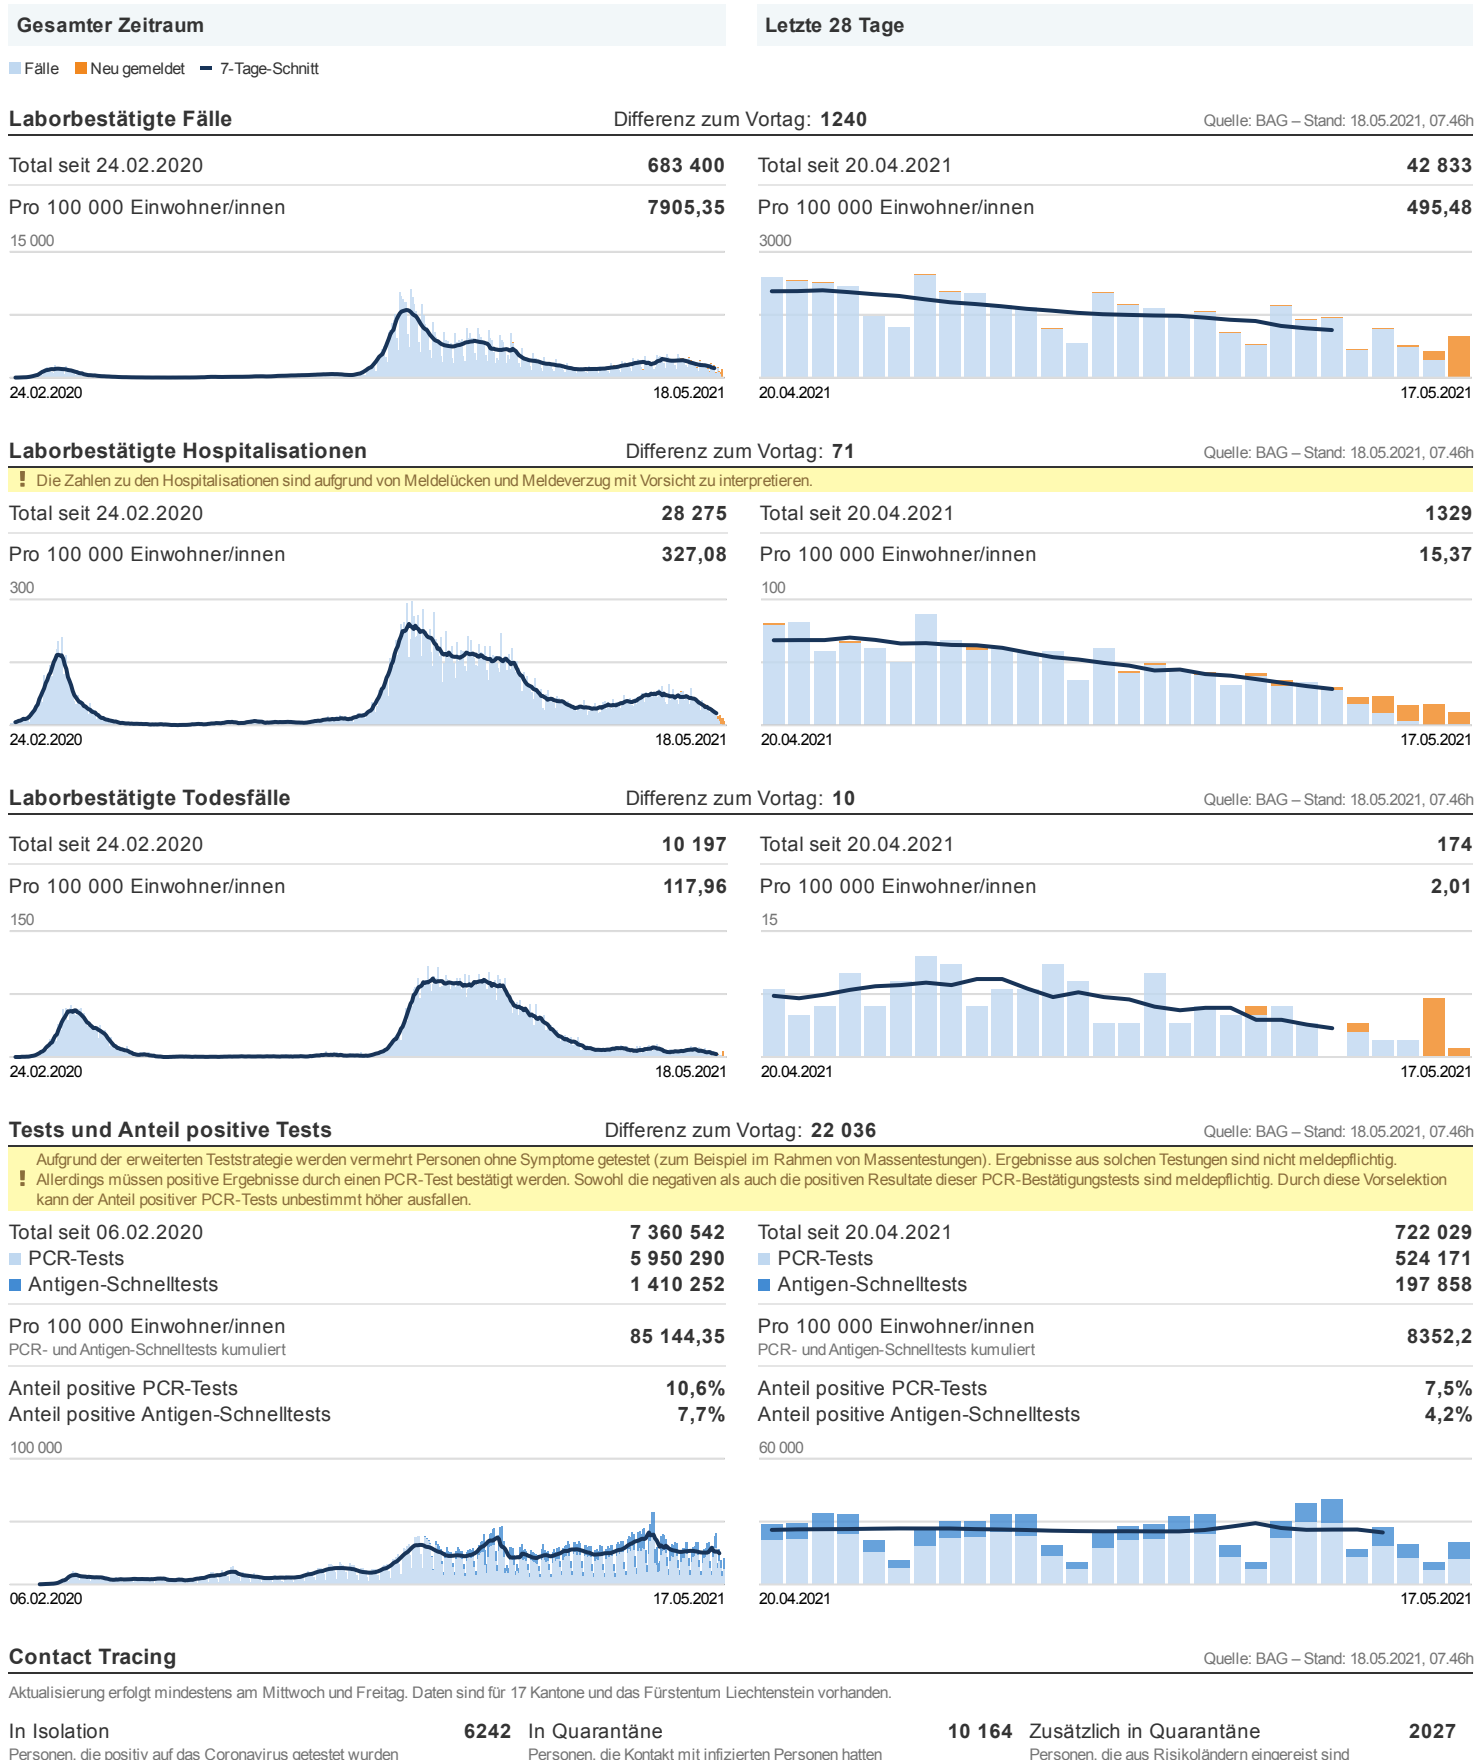 Gesamter Zeitraum
Letzte 28 Tage
Fälle Neu gemeldet 7-Tage-Schnitt
Laborbestätigte Fälle Differenz zum Vortag: 1240 Quelle: BAG – Stand: 18.05.2021, 07.46h
Total seit 24.02.2020 683 400
Total seit 20.04.2021 42 833
Pro 100 000 Einwohner/innen 7905,35
Pro 100 000 Einwohner/innen 495,48
15 000
3000
24.02.2020 18.05.2021
20.04.2021 17.05.2021
Laborbestätigte Hospitalisationen Differenz zum Vortag: 71 Quelle: BAG – Stand: 18.05.2021, 07.46h
! Die Zahlen zu den Hospitalisationen sind aufgrund von Meldelücken und Meldeverzug mit Vorsicht zu interpretieren.
Total seit 24.02.2020 28 275
Total seit 20.04.2021 1329
Pro 100 000 Einwohner/innen 327,08
Pro 100 000 Einwohner/innen 15,37
300
100
24.02.2020 18.05.2021
20.04.2021 17.05.2021
Laborbestätigte Todesfälle Differenz zum Vortag: 10 Quelle: BAG – Stand: 18.05.2021, 07.46h
Total seit 24.02.2020 10 197
Total seit 20.04.2021 174
Pro 100 000 Einwohner/innen 117,96
Pro 100 000 Einwohner/innen 2,01
150
15
24.02.2020 18.05.2021
20.04.2021 17.05.2021
Tests und Anteil positive Tests Differenz zum Vortag: 22 036 Quelle: BAG – Stand: 18.05.2021, 07.46h
Aufgrund der erweiterten Teststrategie werden vermehrt Personen ohne Symptome getestet (zum Beispiel im Rahmen von Massentestungen). Ergebnisse aus solchen Testungen sind nicht meldepflichtig.
! Allerdings müssen positive Ergebnisse durch einen PCR-Test bestätigt werden. Sowohl die negativen als auch die positiven Resultate dieser PCR-Bestätigungstests sind meldepflichtig. Durch diese Vorselektion
kann der Anteil positiver PCR-Tests unbestimmt höher ausfallen.
Total seit 06.02.2020 7 360 542
PCR-Tests 5 950 290
Antigen-Schnelltests 1 410 252
Total seit 20.04.2021 722 029
PCR-Tests 524 171
Antigen-Schnelltests 197 858
Pro 100 000 Einwohner/innen 85 144,35
PCR- und Antigen-Schnelltests kumuliert
Pro 100 000 Einwohner/innen 8352,2
PCR- und Antigen-Schnelltests kumuliert
Anteil positive PCR-Tests 10,6%
Anteil positive Antigen-Schnelltests 7,7%
Anteil positive PCR-Tests 7,5%
Anteil positive Antigen-Schnelltests 4,2%
100 000
60 000
06.02.2020 17.05.2021
20.04.2021 17.05.2021
Contact Tracing Quelle: BAG – Stand: 18.05.2021, 07.46h
Aktualisierung erfolgt mindestens am Mittwoch und Freitag. Daten sind für 17 Kantone und das Fürstentum Liechtenstein vorhanden.
In Isolation 6242
Personen, die positiv auf das Coronavirus getestet wurden
In Quarantäne 10 164
Personen, die Kontakt mit infizierten Personen hatten
Zusätzlich in Quarantäne 2027
Personen, die aus Risikoländern eingereist sind